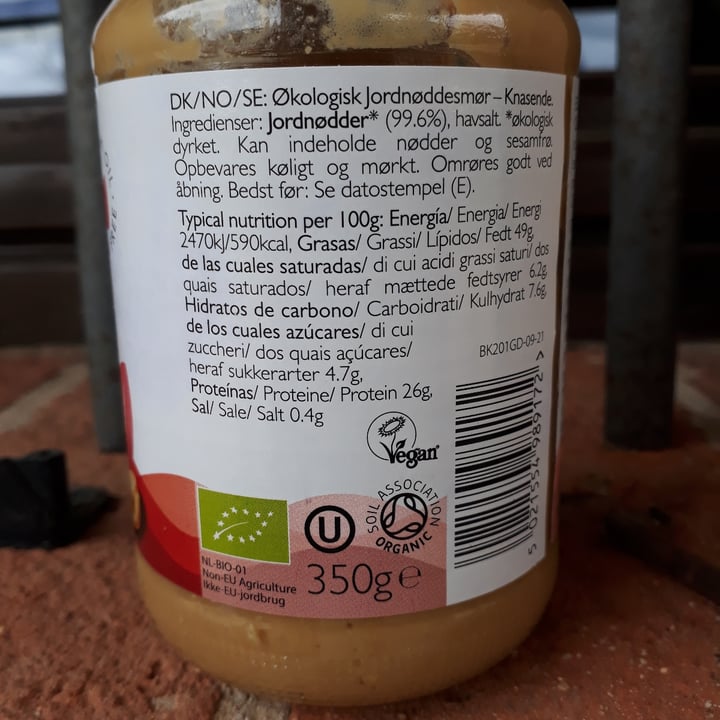 DK/NO/SE: Økologisk Jordnøddesmør – Knasende.
Ingredienser: Jordnødder* (99.6%), havsalt. *økologisk
dyrket. Kan indeholde nødder og sesamfrø.
Opbevares køligt og mørkt. Omrøres godt ved
åbning. Bedst før: Se datostempel (E).
Typical nutrition per 100g: Energía/ Energia/ Energi
2470kJ/590kcal, Grasas/ Grassi/ Lípidos/ Fedt 49g,
de las cuales saturadas/ di cui acidi grassi saturi/ dos
quais saturados/ heraf mættede fedtsyrer 6.2g,
Hidratos de carbono/ Carboidrati/ Kulhydrat 7.6g,
de los cuales azúcares/ di cui
zuccheri/ dos quais açúcares/
heraf sukkerarter 4.7g,
Proteínas/ Proteine/ Protein 26g,
Sal/ Sale/ Salt 0.4g
BK201GD-09-21
Vegan
5 021554 989172 >
U
SOIL ASSOCIATION
ORGANIC
NL-BIO-01
Non-EU Agriculture
Ikke-EU-jordbrug
350g e